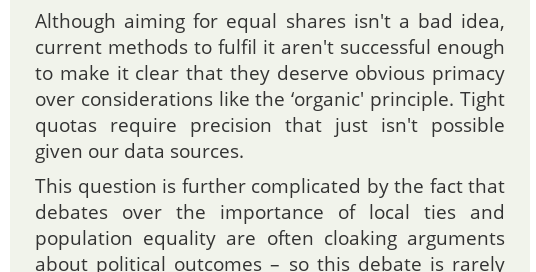 Although aiming for equal shares isn't a bad idea,
current methods to fulfil it aren't successful enough
to make it clear that they deserve obvious primacy
over considerations like the ‘organic' principle. Tight
quotas require precision that just isn't possible
given our data sources.
This question is further complicated by the fact that
debates over the importance of local ties and
population equality are often cloaking arguments
about political outcomes – so this debate is rarely